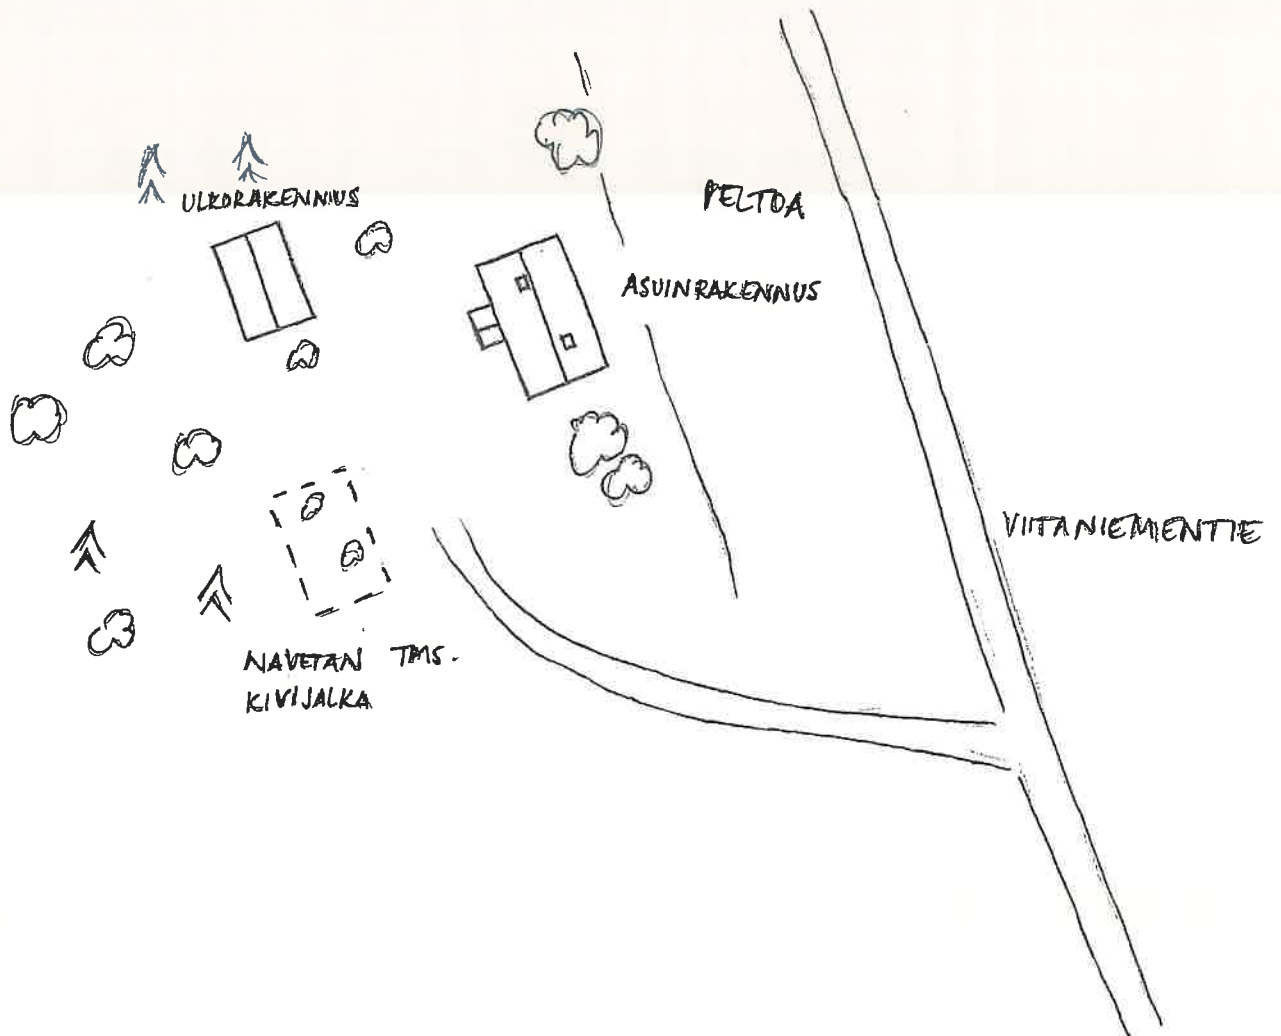 ULKORAKENNUS
PELTOA
ASUINRAKENNUS
VIITANIEMENTIE
NAVETAN TMS.
KIVIJALKA